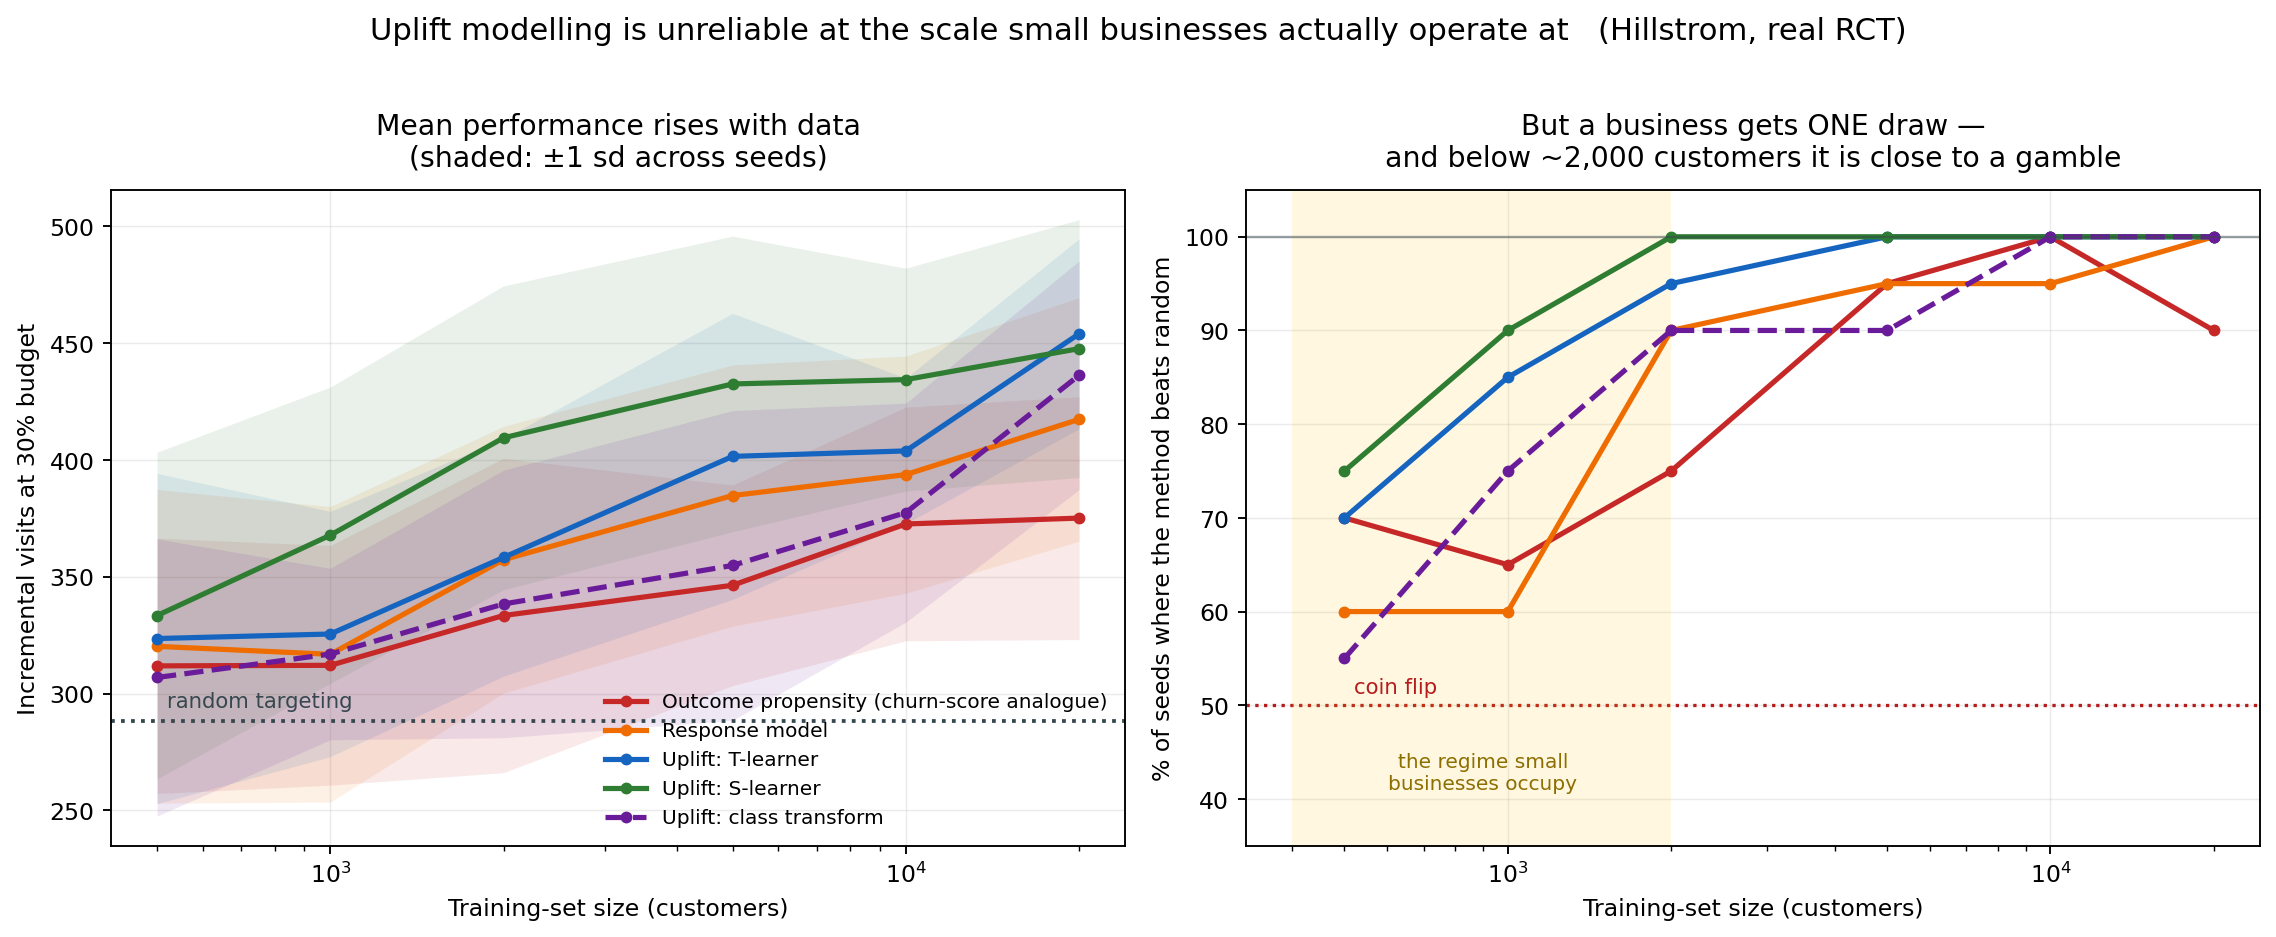 Uplift modelling is unreliable at the scale small businesses actually operate at (Hillstrom, real RCT)
Mean performance rises with data
(shaded: ±1 sd across seeds)
Incremental visits at 30% budget
500
450
400
350
300
250
random targeting
Outcome propensity (churn-score analogue)
Response model
Uplift: T-learner
Uplift: S-learner
Uplift: class transform
10³
10⁴
Training-set size (customers)
But a business gets ONE draw —
and below ~2,000 customers it is close to a gamble
% of seeds where the method beats random
100
90
80
70
60
50
40
coin flip
the regime small
businesses occupy
10³
10⁴
Training-set size (customers)